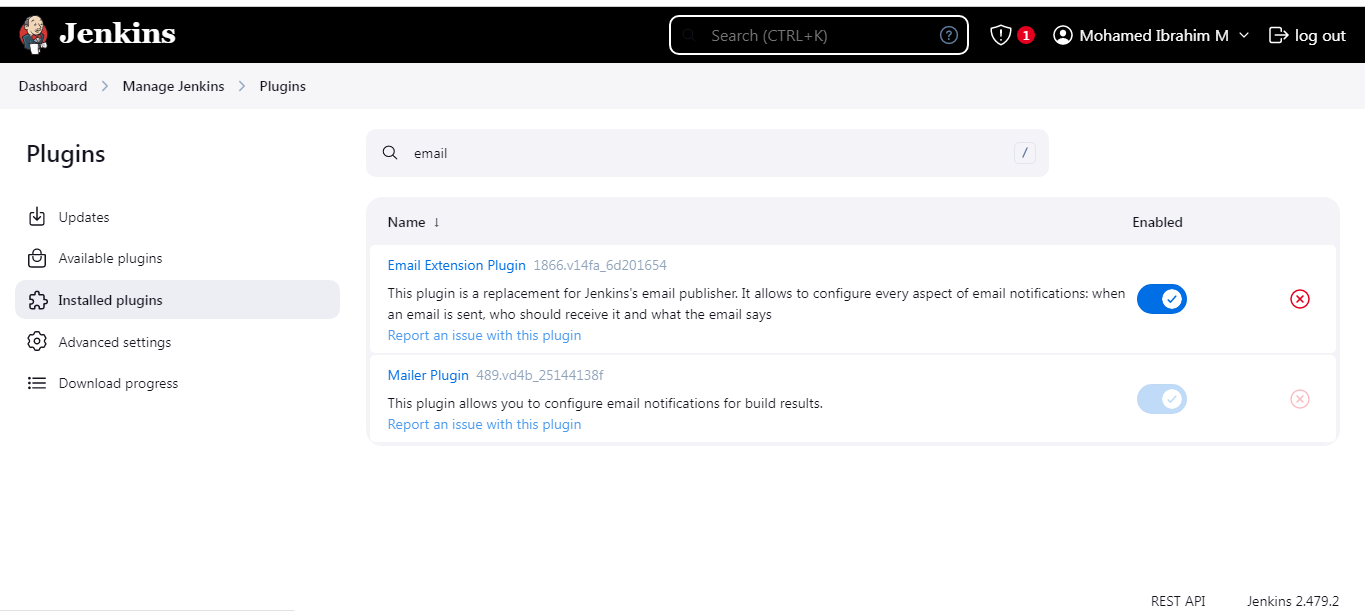 Jenkins
Search (CTRL+K)
?
1
Mohamed Ibrahim M
log out
Dashboard
Manage Jenkins
Plugins
Plugins
email
/
Updates
Available plugins
Installed plugins
Advanced settings
Download progress
Name ↓
Enabled
Email Extension Plugin 1866.v14fa_6d201654
This plugin is a replacement for Jenkins's email publisher. It allows to configure every aspect of email notifications: when
an email is sent, who should receive it and what the email says
Report an issue with this plugin
Mailer Plugin 489.vd4b_25144138f
This plugin allows you to configure email notifications for build results.
Report an issue with this plugin
REST API
Jenkins 2.479.2